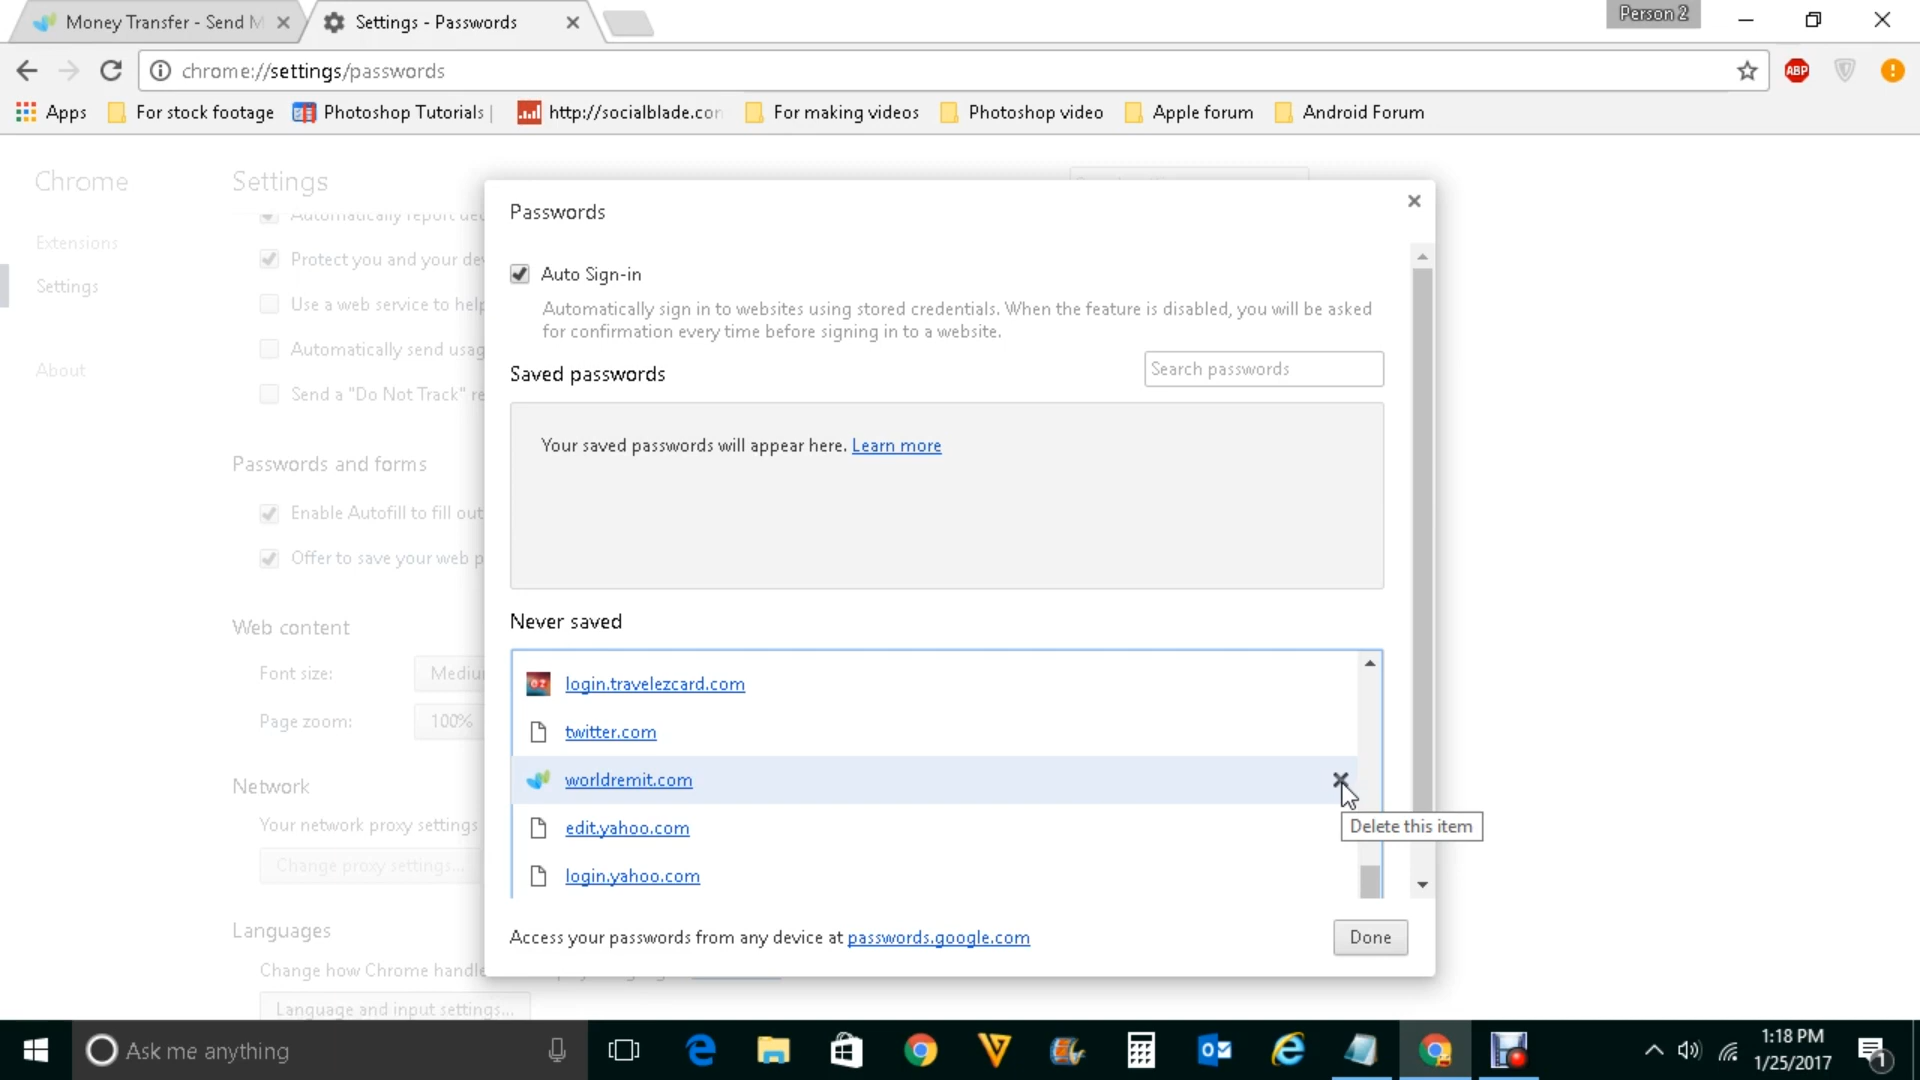 Money Transfer - Send M
Settings - Passwords
Person 2
chrome://settings/passwords
ABP
Apps
For stock footage
Photoshop Tutorials |
http://socialblade.con
For making videos
Photoshop video
Apple forum
Android Forum
Chrome
Settings
Extensions
Settings
About
Automatically report de
Protect you and your de
Use a web service to help
Automatically send usag
Send a "Do Not Track" re
Passwords and forms
Enable Autofill to fill out
Offer to save your web p
Web content
Font size:
Mediu
Page zoom:
100%
Network
Your network proxy settings
Change proxy settings...
Languages
Change how Chrome handle
Language and input settings...
Passwords
Auto Sign-in
Automatically sign in to websites using stored credentials. When the feature is disabled, you will be asked
for confirmation every time before signing in to a website.
Saved passwords
Search passwords
Your saved passwords will appear here. Learn more
Never saved
login.travelezcard.com
twitter.com
worldremit.com
Delete this item
edit.yahoo.com
login.yahoo.com
Access your passwords from any device at passwords.google.com
Done
Ask me anything
1:18 PM
1/25/2017
1